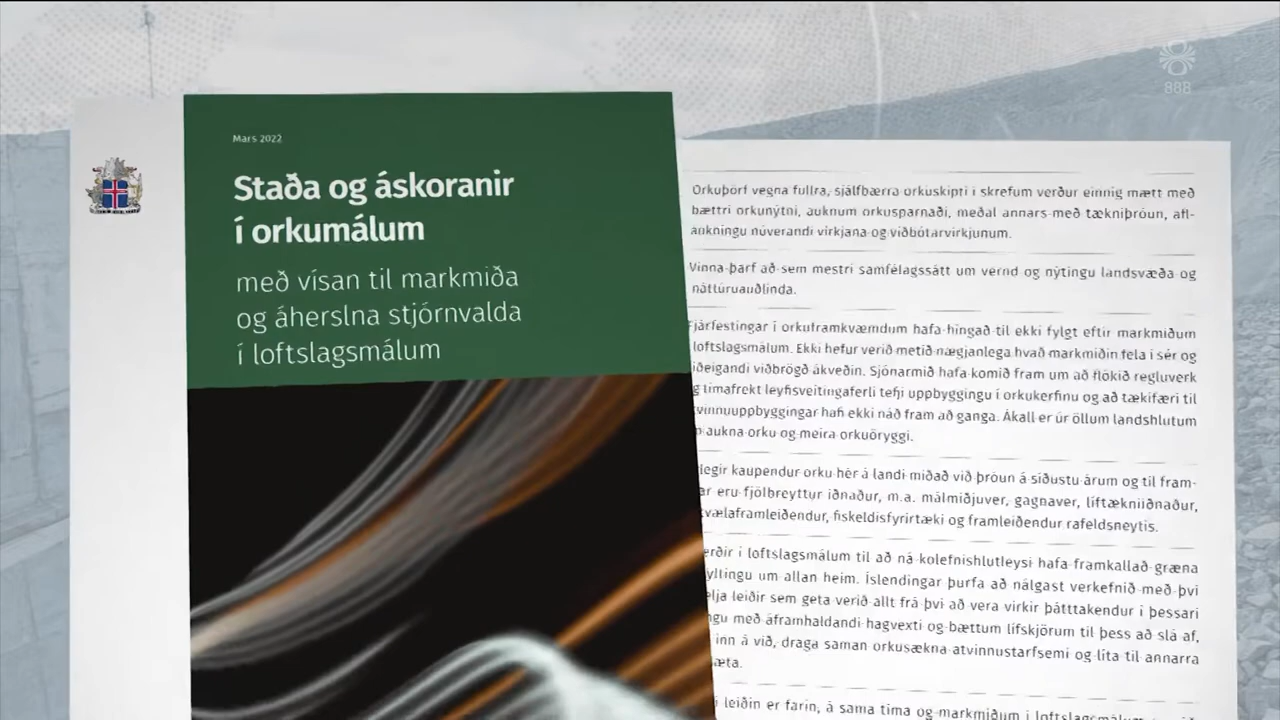 888
Mars 2022
Staða og áskoranir
í orkumálum
með vísan til markmiða
og áherslna stjórnvalda
í loftslagsmálum
Orkuþörf vegna fullra, sjálfbærra orkuskipti í skrefum verður einnig mætt með
bættri orkunýtni, auknum orkusparnaði, meðal annars með tækniþróun, afl-
aukningu núverandi virkjana og viðbótarvirkjunum.
Vinna þarf að sem mestri samfélagssátt um vernd og nýtingu landsvæða og
náttúruauðlinda.
Fjárfestingar í orkuframkvæmdum hafa hingað til ekki fylgt eftir markmiðum
loftslagsmálum. Ekki hefur verið metið nægjanlega hvað markmiðin fela í sér og
viðbrögð ákveðin. Sjónarmið hafa komið fram um að flókið regluverk
tímafrekt leyfisveitingaferli tefji uppbyggingu í orkukerfinu og að tækifæri til
hafi ekki náð fram að ganga. Ákall er úr öllum landshlutum
aukna orku og meira orkuöryggi.
kaupendur orku hér á landi miðað við þróun á síðustu árum og til fram-
eru fjölbreyttur iðnaður, m.a. málmiðjuver, gagnaver, líftækniiðnaður,
fiskeldisfyrirtæki og framleiðendur rafeldsneytis.
í loftslagsmálum til að ná kolefnishlutleysi hafa framkallað græna
um allan heim. Íslendingar þurfa að nálgast verkefnið með því
leiðir sem geta verið allt frá því að vera virkir þátttakendur í þessari
með áframhaldandi hagvexti og bættum lífskjörum til þess að slá af,
inn á við, draga saman orkusækna atvinnustarfsemi og líta til annarra
leiðin er farin, á sama tíma og markmiðum í